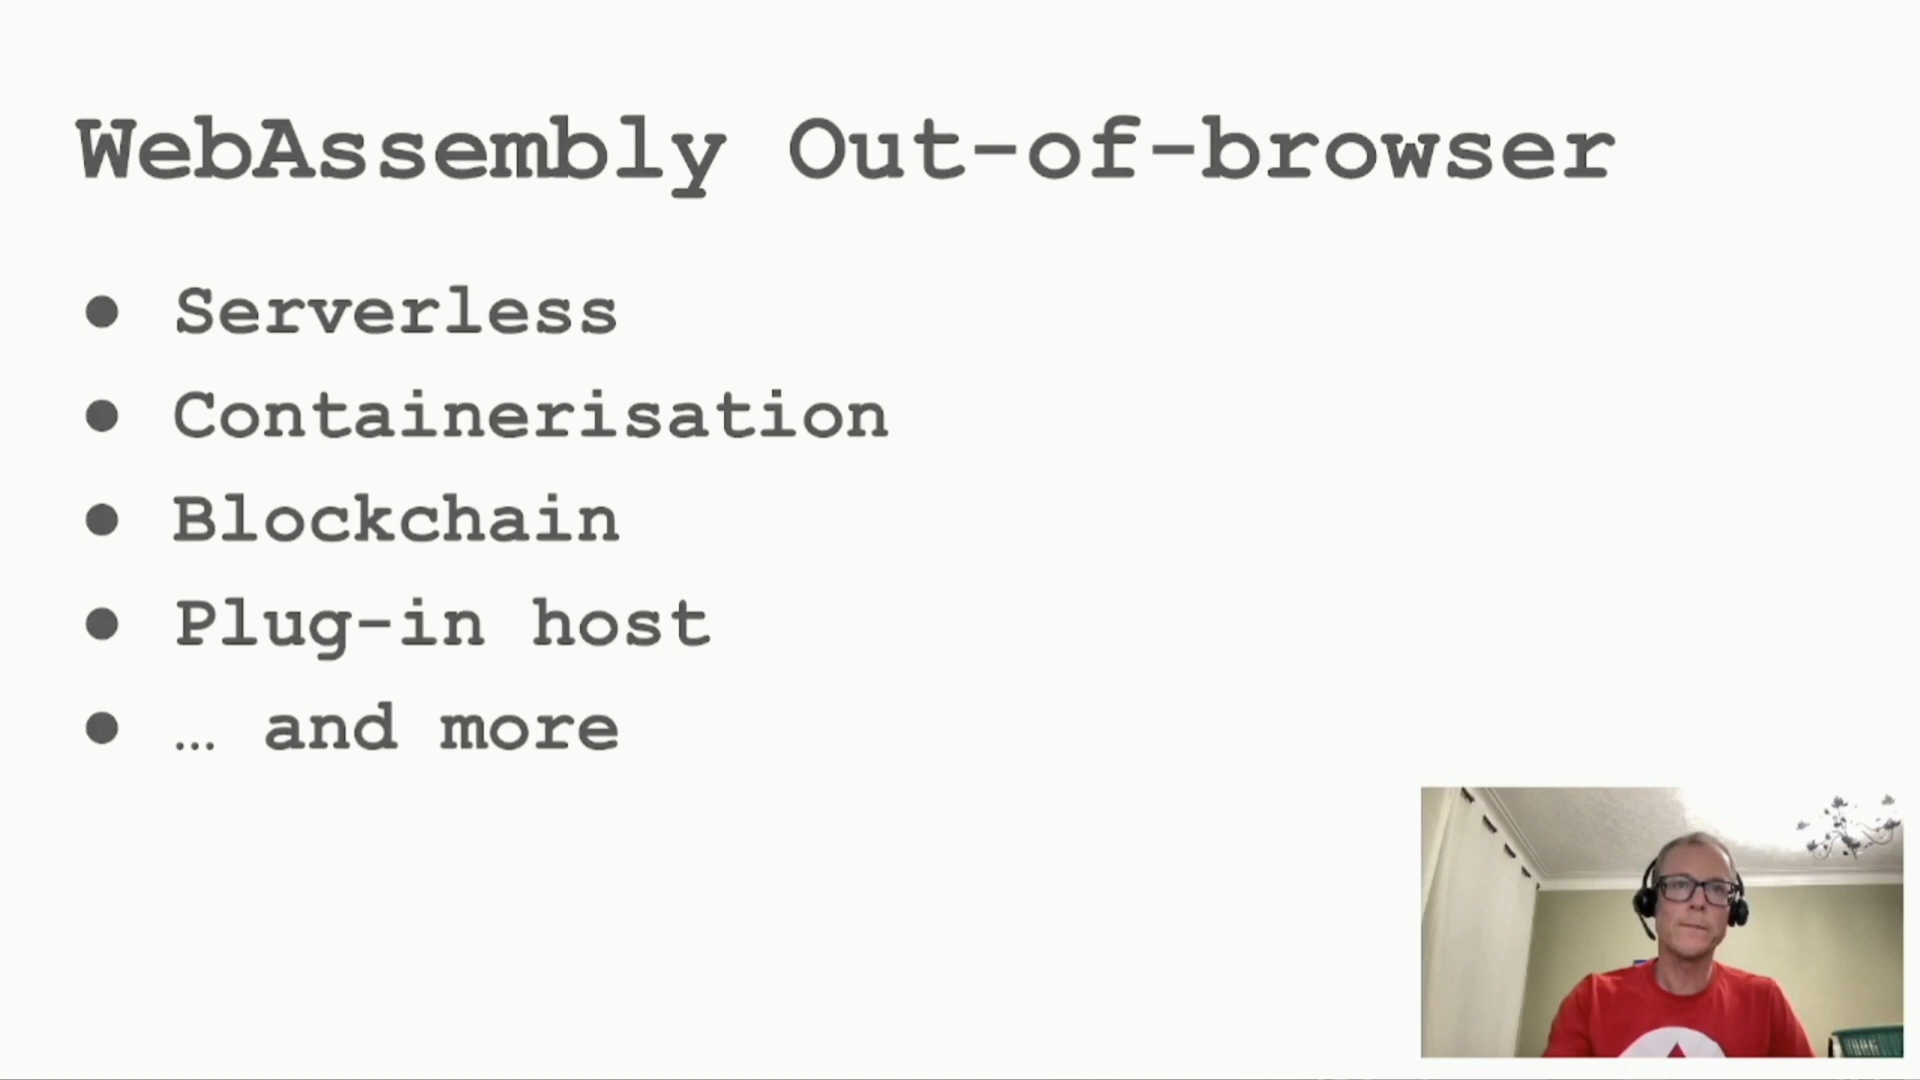 WebAssembly Out-of-browser
● Serverless
● Containerisation
● Blockchain
● Plug-in host
● … and more